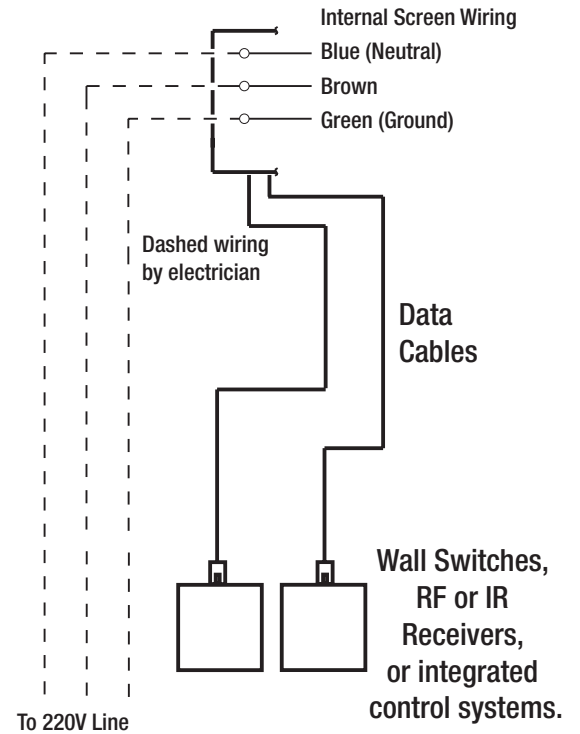 Internal Screen Wiring
Blue (Neutral)
Brown
Green (Ground)
Dashed wiring
by electrician
Data
Cables
Wall Switches,
RF or IR
Receivers,
or integrated
control systems.
To 220V Line